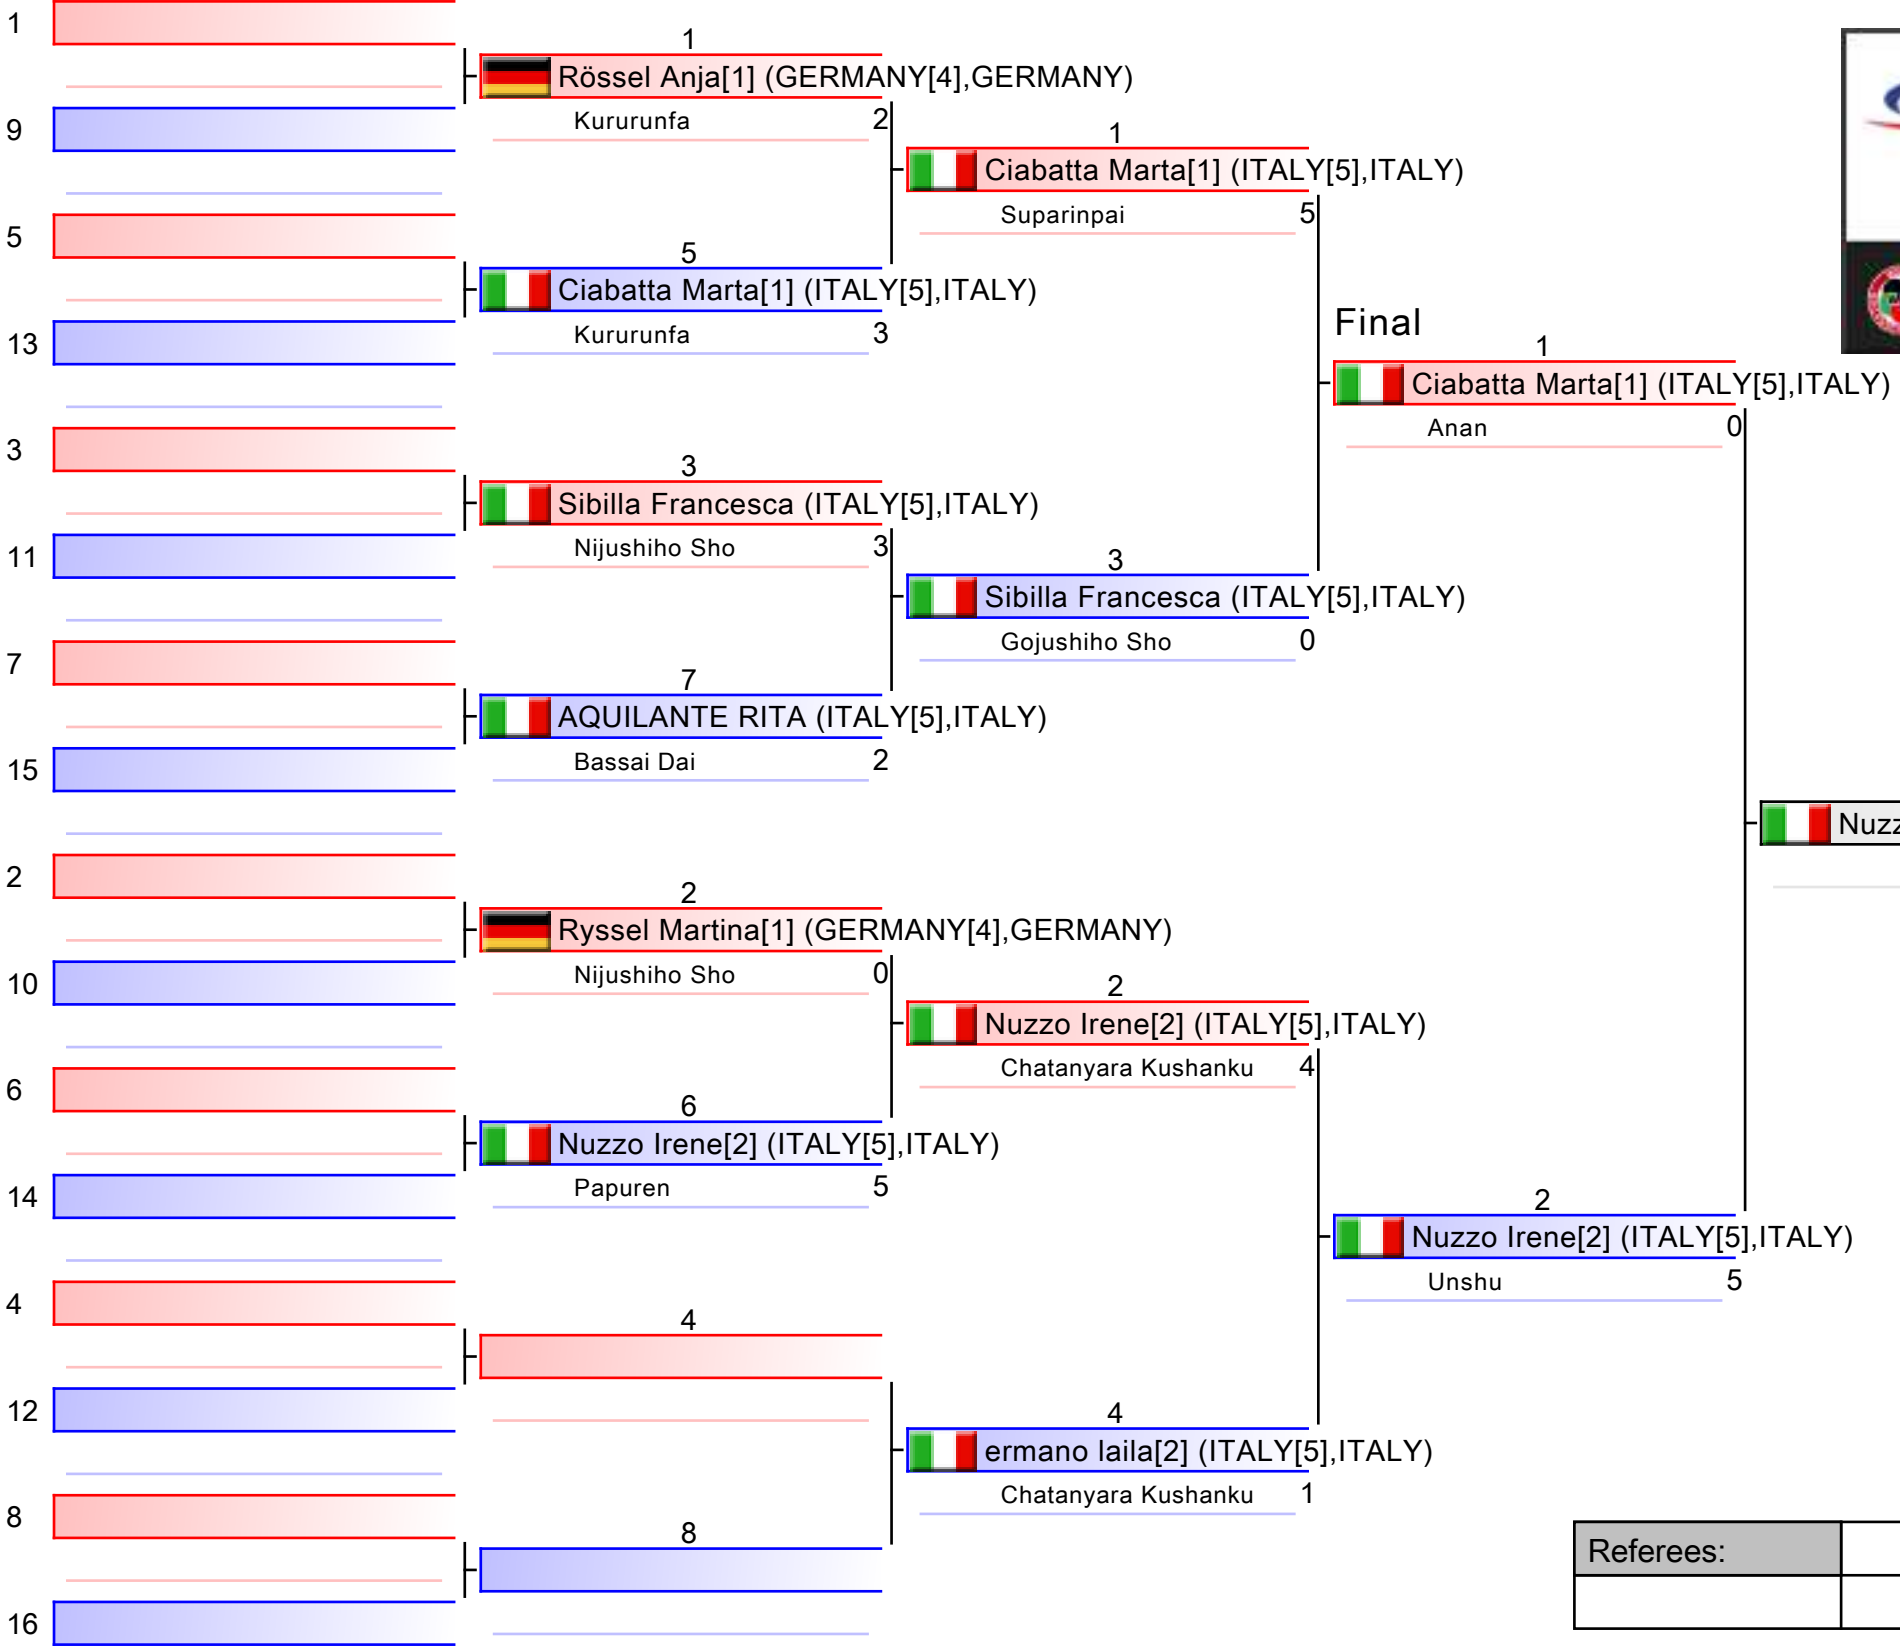 1
1
Rössel Anja[1] (GERMANY[4],GERMANY)
Kururunfa 2
9
1
Ciabatta Marta[1] (ITALY[5],ITALY)
Suparinpai 5
5
5
Ciabatta Marta[1] (ITALY[5],ITALY)
Kururunfa 3
13
Final
1
Ciabatta Marta[1] (ITALY[5],ITALY)
Anan 0
3
3
Sibilla Francesca (ITALY[5],ITALY)
Nijushiho Sho 3
11
3
Sibilla Francesca (ITALY[5],ITALY)
Gojushiho Sho 0
7
7
AQUILANTE RITA (ITALY[5],ITALY)
Bassai Dai 2
15
2
2
Ryssel Martina[1] (GERMANY[4],GERMANY)
Nijushiho Sho 0
10
2
Nuzzo Irene[2] (ITALY[5],ITALY)
Chatanyara Kushanku 4
6
6
Nuzzo Irene[2] (ITALY[5],ITALY)
Papuren 5
14
2
Nuzzo Irene[2] (ITALY[5],ITALY)
Unshu 5
4
4
12
4
ermano laila[2] (ITALY[5],ITALY)
Chatanyara Kushanku 1
8
8
16
Referees: